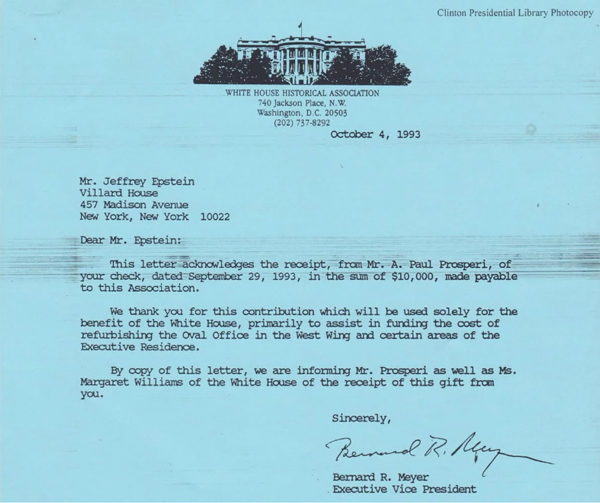 Clinton Presidential Library Photocopy
WHITE HOUSE HISTORICAL ASSOCIATION
740 Jackson Place, N.W.
Washington, D.C. 20503
(202) 737-8292
October 4, 1993
Mr. Jeffrey Epstein
Villard House
457 Madison Avenue
New York, New York 10022
Dear Mr. Epstein:
This letter acknowledges the receipt, from Mr. A. Paul Prosperi, of
your check, dated September 29, 1993, in the sum of $10,000, made payable
to this Association.
We thank you for this contribution which will be used solely for the
benefit of the White House, primarily to assist in funding the cost of
refurbishing the Oval Office in the West Wing and certain areas of the
Executive Residence.
By copy of this letter, we are informing Mr. Prosperi as well as Ms.
Margaret Williams of the White House of the receipt of this gift from
you.
Sincerely,
Bernard R. Meyer
Bernard R. Meyer
Executive Vice President